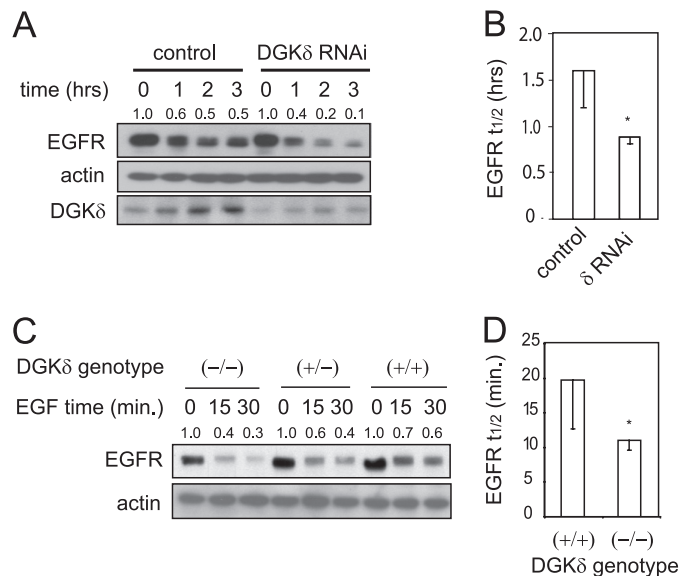 A
control DGKδ RNAi
time (hrs) 0 1 2 3 0 1 2 3
1.0 0.6 0.5 0.5 1.0 0.4 0.2 0.1
EGFR
actin
DGKδ
B
EGFR t1/2 (hrs)
2.0
1.5
1.0
0.5
0
*
control
δ RNAi
C
DGKδ genotype (−/−) (+/−) (+/+)
EGF time (min.) 0 15 30 0 15 30 0 15 30
1.0 0.4 0.3 1.0 0.6 0.4 1.0 0.7 0.6
EGFR
actin
D
EGFR t1/2 (min.)
25
20
15
10
5
0
*
(+/+) (−/−)
DGKδ genotype